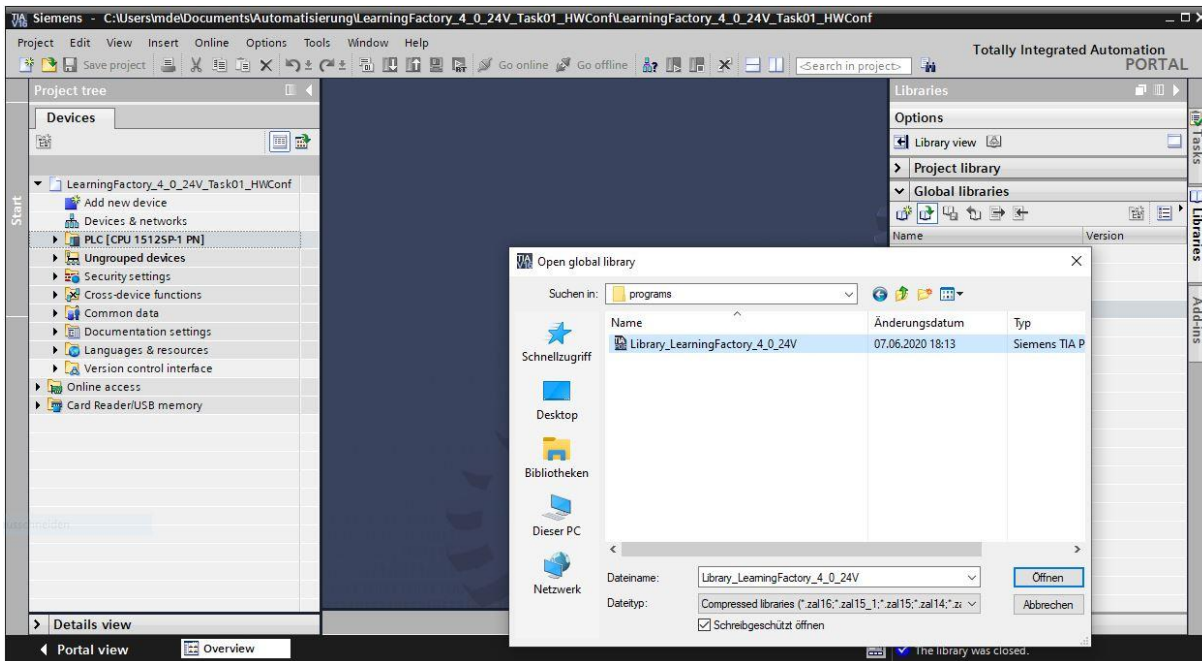 Siemens - C:\Users\mde\Documents\Automatisierung\LearningFactory_4_0_24V_Task01_HWConf\LearningFactory_4_0_24V_Task01_HWConf
Project Edit View Insert Online Options Tools Window Help
Totally Integrated Automation
PORTAL
Save project
Go online
Go offline
<Search in project>
Project tree
Devices
LearningFactory_4_0_24V_Task01_HWConf
Add new device
Devices & networks
PLC [CPU 1512SP-1 PN]
Ungrouped devices
Security settings
Cross-device functions
Common data
Documentation settings
Languages & resources
Version control interface
Online access
Card Reader/USB memory
Details view
Start
Libraries
Options
Library view
Project library
Global libraries
Name Version
Tasks
Libraries
Add-ins
Open global library
Suchen in: programs
Name Änderungsdatum Typ
Library_LearningFactory_4_0_24V 07.06.2020 18:13 Siemens TIA P
Schnellzugriff
Desktop
Bibliotheken
Dieser PC
Netzwerk
Dateiname: Library_LearningFactory_4_0_24V Öffnen
Dateityp: Compressed libraries (*.zal16;*.zal15_1;*.zal15;*.zal14;*.za Abbrechen
Schreibgeschützt öffnen
Portal view
Overview
The library was closed.